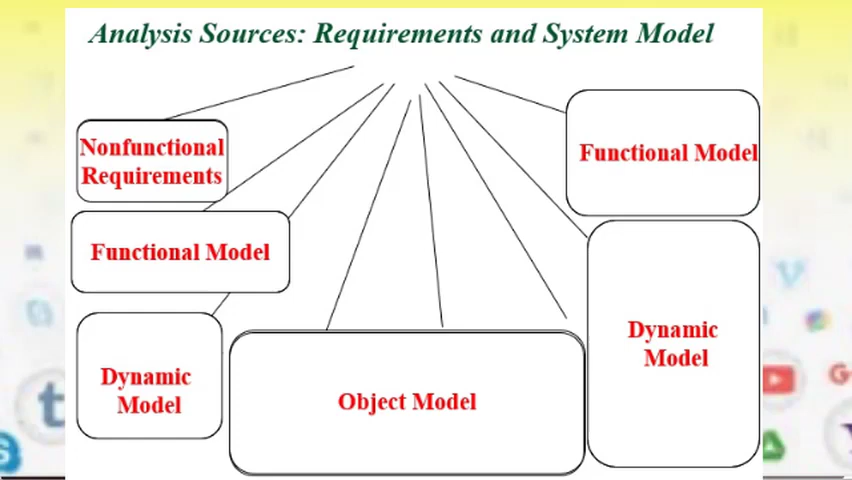 Analysis Sources: Requirements and System Model
Nonfunctional
Requirements
Functional Model
Functional Model
Dynamic
Model
Dynamic
Model
Object Model